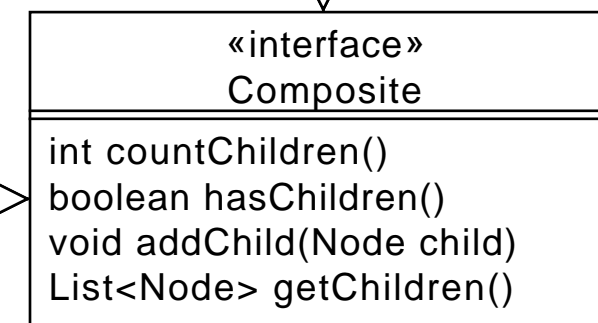 «interface»
Composite
int countChildren()
boolean hasChildren()
void addChild(Node child)
List<Node> getChildren()